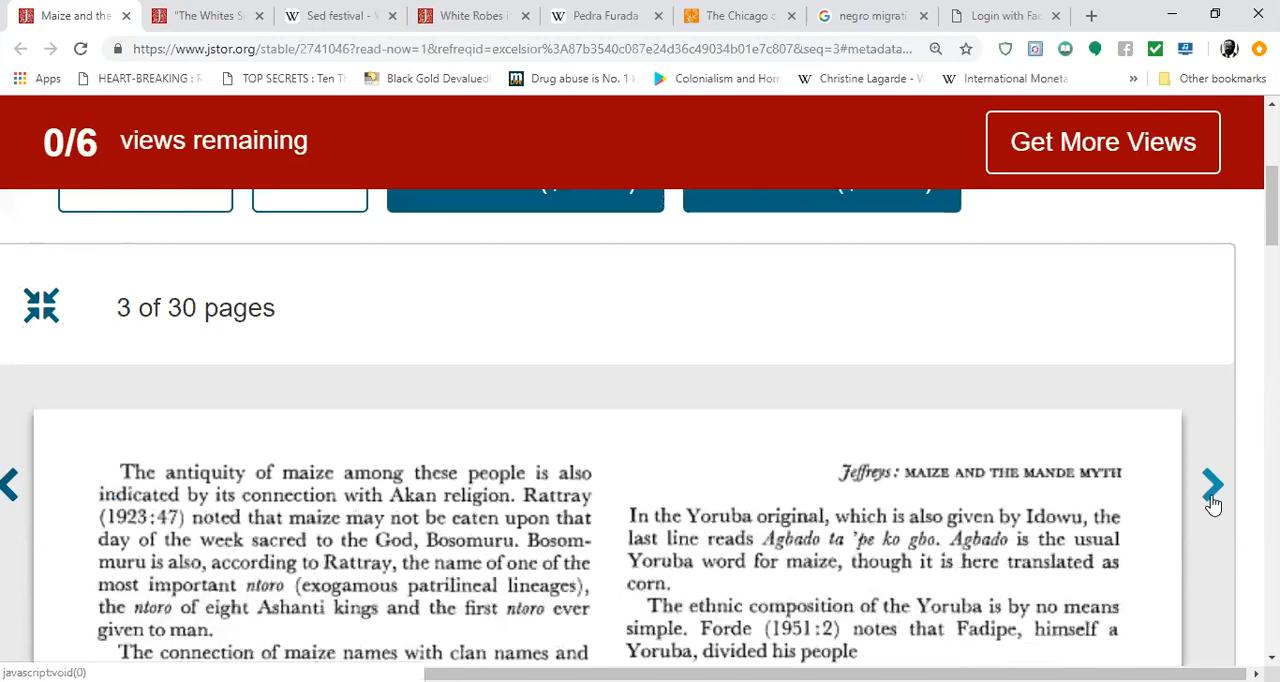 Maize and the
"The Whites S
Sed festival -
White Robes i
Pedra Furada
The Chicago
negro migrati
Login with Fac
https://www.jstor.org/stable/2741046?read-now=1&refreqid=excelsior%3A87b3540c087e24d36c49034b01e7c807&seq=3#metadata...
Apps
HEART-BREAKING : R
TOP SECRETS : Ten Th
Black Gold Devalued
Drug abuse is No. 1
Colonialism and Hom
Christine Lagarde - W
International Moneta
»
Other bookmarks
0/6 views remaining
Get More Views
3 of 30 pages
The antiquity of maize among these people is also
indicated by its connection with Akan religion. Rattray
(1923:47) noted that maize may not be eaten upon that
day of the week sacred to the God, Bosomuru. Bosom-
muru is also, according to Rattray, the name of one of the
most important ntoro (exogamous patrilineal lineages),
the ntoro of eight Ashanti kings and the first ntoro ever
given to man.
The connection of maize names with clan names and
Jeffreys: MAIZE AND THE MANDE MYTH
In the Yoruba original, which is also given by Idowu, the
last line reads Agbado ta 'pe ko gbo. Agbado is the usual
Yoruba word for maize, though it is here translated as
corn.
The ethnic composition of the Yoruba is by no means
simple. Forde (1951:2) notes that Fadipe, himself a
Yoruba, divided his people
javascript:void(0)